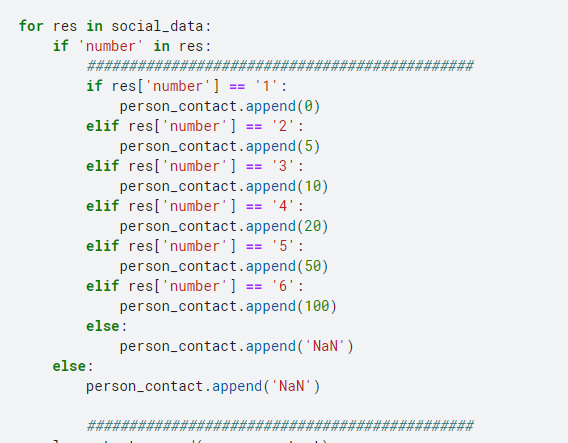 for res in social_data:
if 'number' in res:
##############################################
if res['number'] == '1':
person_contact.append(0)
elif res['number'] == '2':
person_contact.append(5)
elif res['number'] == '3':
person_contact.append(10)
elif res['number'] == '4':
person_contact.append(20)
elif res['number'] == '5':
person_contact.append(50)
elif res['number'] == '6':
person_contact.append(100)
else:
person_contact.append('NaN')
else:
person_contact.append('NaN')
##############################################